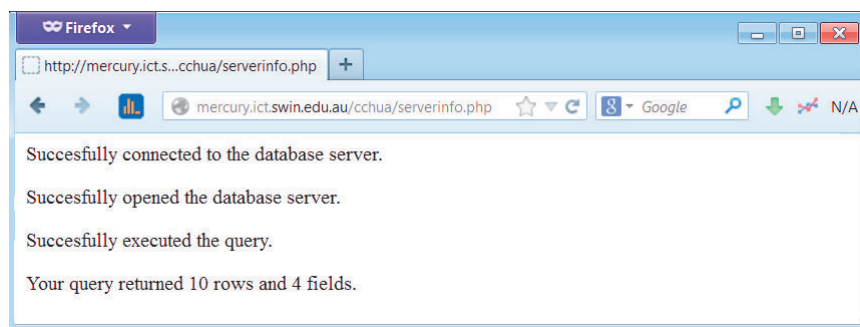 Firefox
http://mercury.ict.s...cchua/serverinfo.php +
mercury.ict.swin.edu.au/cchua/serverinfo.php 8 Google N/A
Succesfully connected to the database server.
Succesfully opened the database server.
Succesfully executed the query.
Your query returned 10 rows and 4 fields.